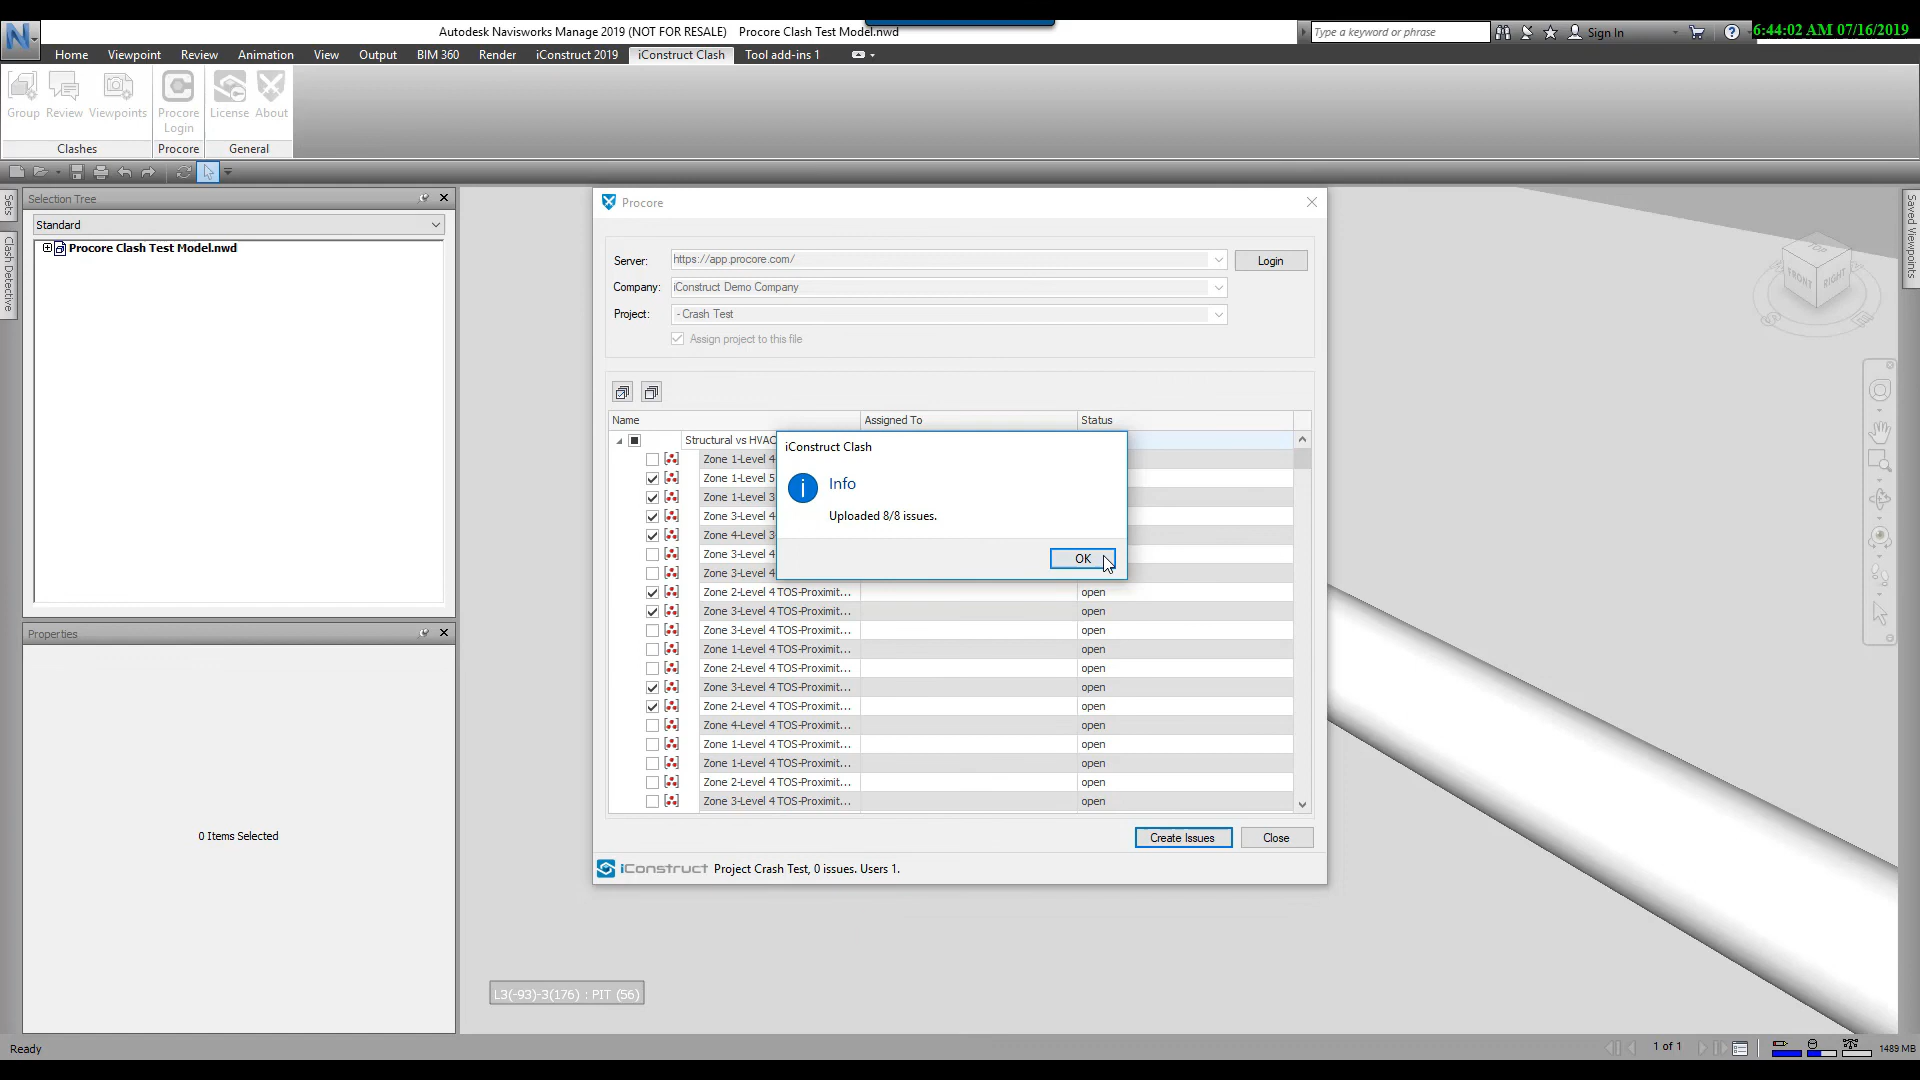 Autodesk Navisworks Manage 2019 (NOT FOR RESALE) Procore Clash Test Model.nwd
Type a keyword or phrase
Sign In
6:44:02 AM 07/16/2019
Home Viewpoint Review Animation View Output BIM 360 Render iConstruct 2019 iConstruct Clash Tool add-ins 1
Group Review Viewpoints Procore Login License About
Clashes Procore General
Sets
Clash Detective
Selection Tree
Standard
Procore Clash Test Model.nwd
Properties
0 Items Selected
Procore
Server: https://app.procore.com/ Login
Company: iConstruct Demo Company
Project: - Crash Test
Assign project to this file
Name Assigned To Status
Structural vs HVAC
Zone 1-Level 4
Zone 1-Level 5
Zone 1-Level 3
Zone 3-Level 4
Zone 4-Level 3
Zone 3-Level 4
Zone 3-Level 4
iConstruct Clash
Info
Uploaded 8/8 issues.
OK
Zone 2-Level 4 TOS-Proximit... open
Zone 3-Level 4 TOS-Proximit... open
Zone 3-Level 4 TOS-Proximit... open
Zone 1-Level 4 TOS-Proximit... open
Zone 2-Level 4 TOS-Proximit... open
Zone 3-Level 4 TOS-Proximit... open
Zone 2-Level 4 TOS-Proximit... open
Zone 4-Level 4 TOS-Proximit... open
Zone 1-Level 4 TOS-Proximit... open
Zone 1-Level 4 TOS-Proximit... open
Zone 2-Level 4 TOS-Proximit... open
Zone 3-Level 4 TOS-Proximit... open
Create Issues Close
iConstruct Project Crash Test, 0 issues. Users 1.
TOP
FRONT RIGHT
Saved Viewpoints
L3(-93)-3(176) : PIT (56)
Ready
1 of 1
1489 MB